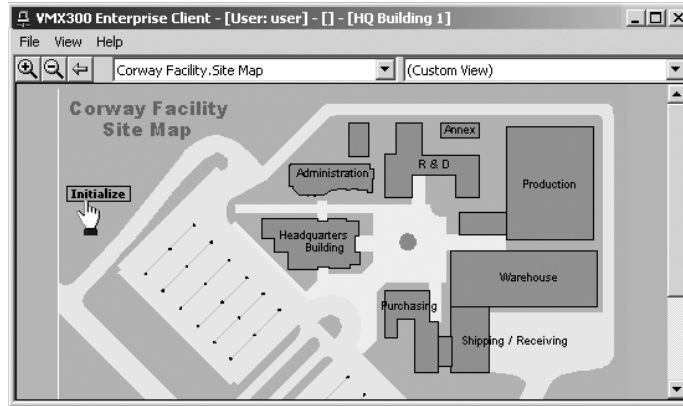 VMX300 Enterprise Client - [User: user] - [] - [HQ Building 1]
File View Help
Corway Facility.Site Map
(Custom View)
Corway Facility
Site Map
Annex
R & D
Administration
Production
Initialize
Headquarters
Building
Warehouse
Purchasing
Shipping / Receiving